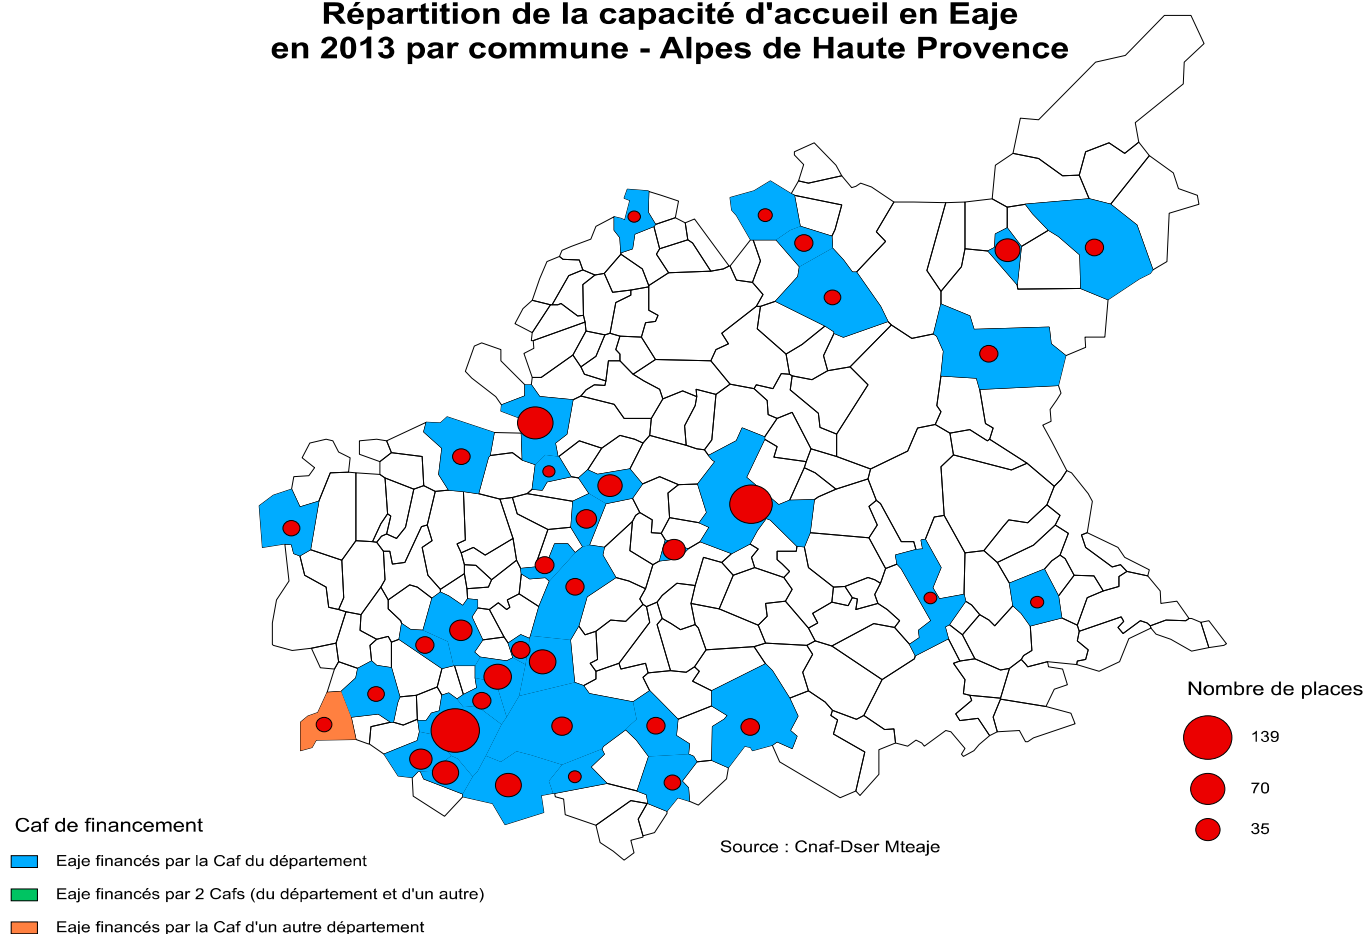 Répartition de la capacité d'accueil en Eaje
en 2013 par commune - Alpes de Haute Provence
Nombre de places
139
70
35
Caf de financement
Source : Cnaf-Dser Mteaje
Eaje financés par la Caf du département
Eaje financés par 2 Cafs (du département et d'un autre)
Eaje financés par la Caf d'un autre département